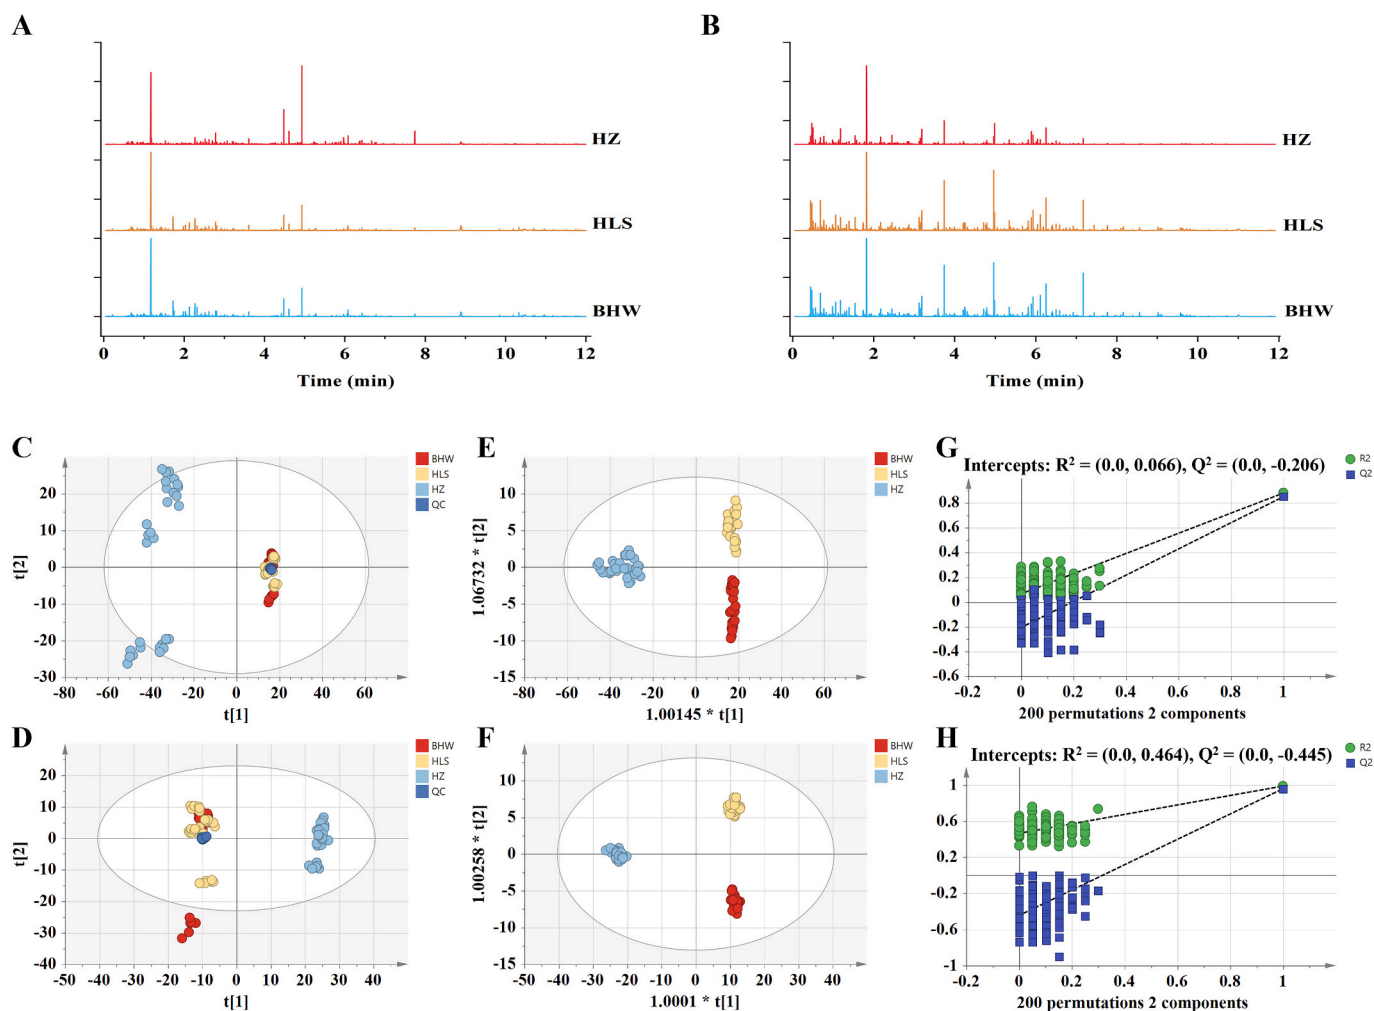 A
HZ
HLS
BHW
0 2 4 6 8 10 12
Time (min)
B
HZ
HLS
BHW
0 2 4 6 8 10 12
Time (min)
C
BHW
HLS
HZ
QC
20
10
0
-10
-20
-30
t[2]
-80 -60 -40 -20 0 20 40 60
t[1]
E
BHW
HLS
HZ
10
5
0
-5
-10
-15
1.06732 * t[2]
-80 -60 -40 -20 0 20 40 60
1.00145 * t[1]
G
Intercepts: R² = (0.0, 0.066), Q² = (0.0, -0.206)
R2
Q2
0.8
0.6
0.4
0.2
0
-0.2
-0.4
-0.6
-0.2 0 0.2 0.4 0.6 0.8 1
200 permutations 2 components
D
BHW
HLS
HZ
QC
20
10
0
-10
-20
-30
-40
t[2]
-50 -40 -30 -20 -10 0 10 20 30 40
t[1]
F
BHW
HLS
HZ
10
5
0
-5
-10
-15
1.00258 * t[2]
-50 -40 -30 -20 -10 0 10 20 30 40
1.0001 * t[1]
H
Intercepts: R² = (0.0, 0.464), Q² = (0.0, -0.445)
R2
Q2
1
0.6
0.2
-0.2
-0.6
-1
-0.2 0 0.2 0.4 0.6 0.8 1
200 permutations 2 components